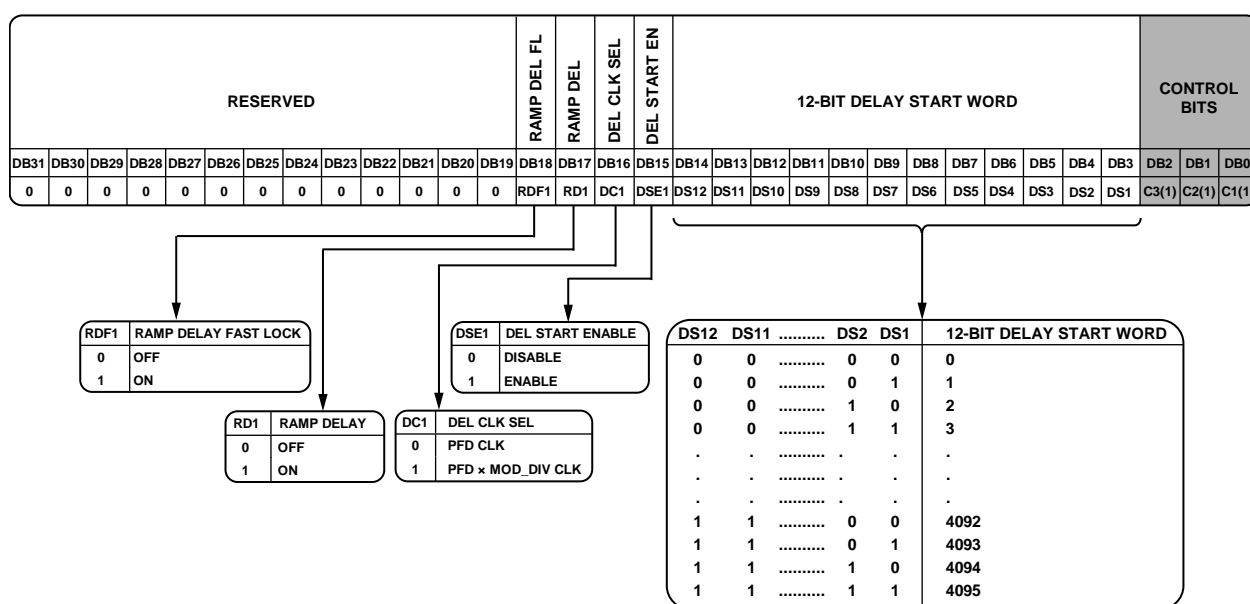 RESERVED RAMP DEL FL RAMP DEL DEL CLK SEL DEL START EN 12-BIT DELAY START WORD CONTROL
BITS
DB31 DB30 DB29 DB28 DB27 DB26 DB25 DB24 DB23 DB22 DB21 DB20 DB19 DB18 DB17 DB16 DB15 DB14 DB13 DB12 DB11 DB10 DB9 DB8 DB7 DB6 DB5 DB4 DB3 DB2 DB1 DB0
0 0 0 0 0 0 0 0 0 0 0 0 0 RDF1 RD1 DC1 DSE1 DS12 DS11 DS10 DS9 DS8 DS7 DS6 DS5 DS4 DS3 DS2 DS1 C3(1) C2(1) C1(1
RDF1 RAMP DELAY FAST LOCK
0 OFF
1 ON
RD1 RAMP DELAY
0 OFF
1 ON
DC1 DEL CLK SEL
0 PFD CLK
1 PFD × MOD_DIV CLK
DSE1 DEL START ENABLE
0 DISABLE
1 ENABLE
DS12 DS11 .......... DS2 DS1 12-BIT DELAY START WORD
0 0 .......... 0 0 0
0 0 .......... 0 1 1
0 0 .......... 1 0 2
0 0 .......... 1 1 3
. . .......... . . .
. . .......... . . .
. . .......... . . .
1 1 .......... 0 0 4092
1 1 .......... 0 1 4093
1 1 .......... 1 0 4094
1 1 .......... 1 1 4095